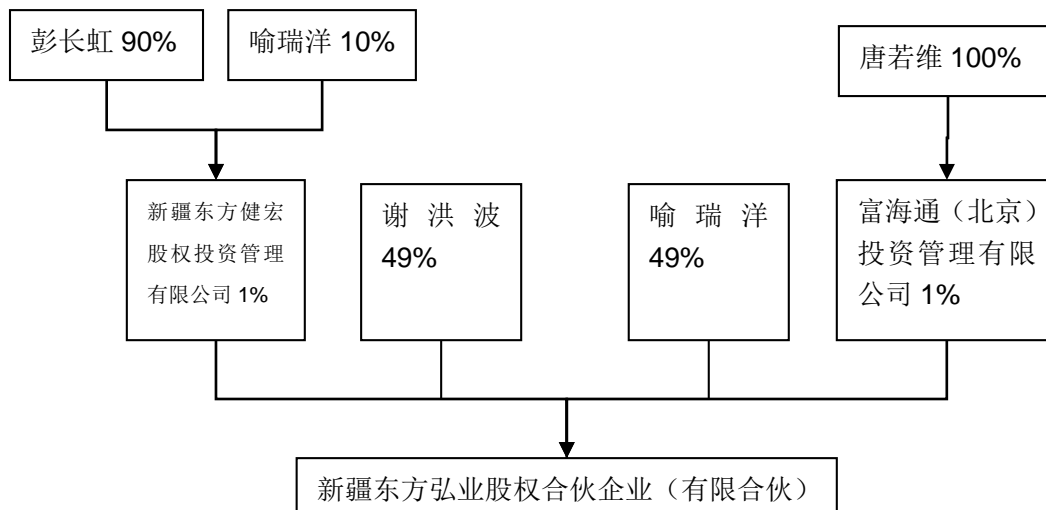 彭长虹 90%
喻瑞洋 10%
唐若维 100%
新疆东方健宏
股权投资管理
有限公司 1%
谢洪波
49%
喻瑞洋
49%
富海通（北京）
投资管理有限
公司 1%
新疆东方弘业股权合伙企业（有限合伙）